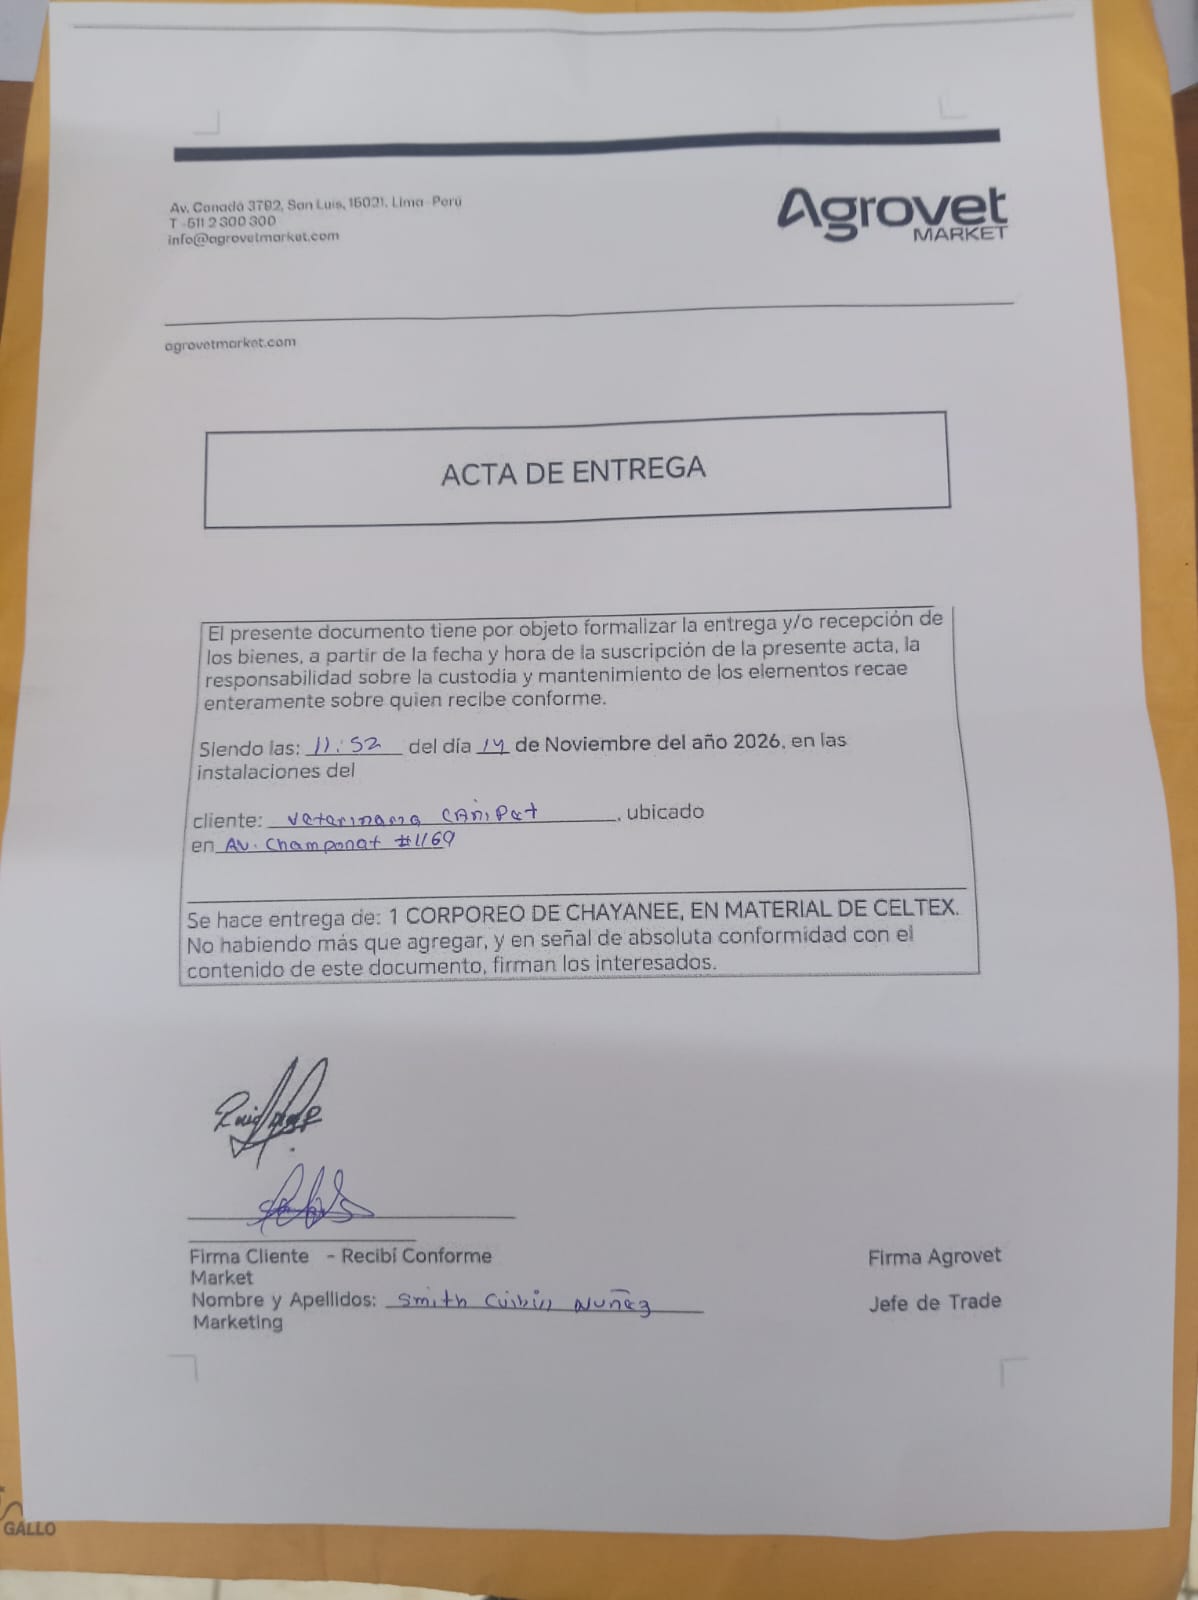 Av. Canadá 3792, San Luis, 15021. Lima-Perú
T -511 2 300 300
info@agrovetmarket.com
Agrovet
MARKET
agrovetmarket.com
ACTA DE ENTREGA
El presente documento tiene por objeto formalizar la entrega y/o recepción de
los bienes, a partir de la fecha y hora de la suscripción de la presente acta, la
responsabilidad sobre la custodia y mantenimiento de los elementos recae
enteramente sobre quien recibe conforme.
Siendo las: 11:52 del día 14 de Noviembre del año 2026, en las
instalaciones del
cliente: Veterinaria CAñiPet, ubicado
en Av. Champonat #1169
Se hace entrega de: 1 CORPOREO DE CHAYANEE, EN MATERIAL DE CELTEX.
No habiendo más que agregar, y en señal de absoluta conformidad con el
contenido de este documento, firman los interesados.
Firma Cliente - Recibí Conforme Firma Agrovet
Market
Nombre y Apellidos: Smith Nuñez Jefe de Trade
Marketing
GALLO